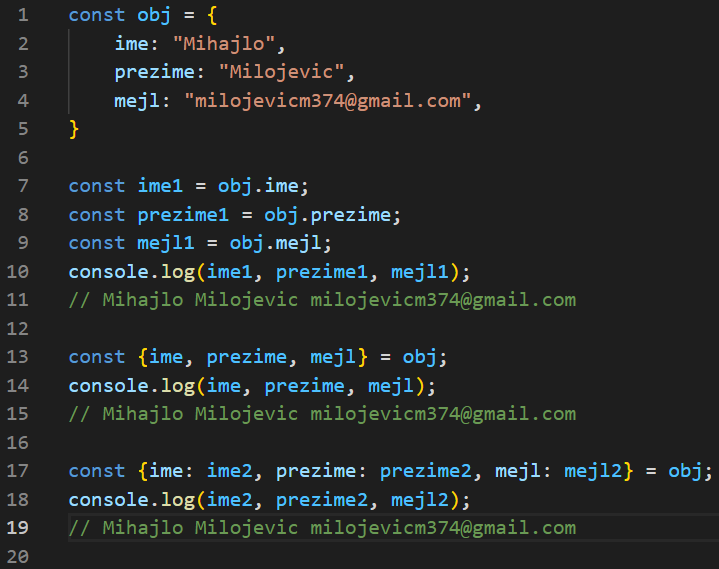 1 const obj = {
2     ime: "Mihajlo",
3     prezime: "Milojevic",
4     mejl: "milojevicm374@gmail.com",
5 }
6
7 const ime1 = obj.ime;
8 const prezime1 = obj.prezime;
9 const mejl1 = obj.mejl;
10 console.log(ime1, prezime1, mejl1);
11 // Mihajlo Milojevic milojevicm374@gmail.com
12
13 const {ime, prezime, mejl} = obj;
14 console.log(ime, prezime, mejl);
15 // Mihajlo Milojevic milojevicm374@gmail.com
16
17 const {ime: ime2, prezime: prezime2, mejl: mejl2} = obj;
18 console.log(ime2, prezime2, mejl2);
19 // Mihajlo Milojevic milojevicm374@gmail.com
20